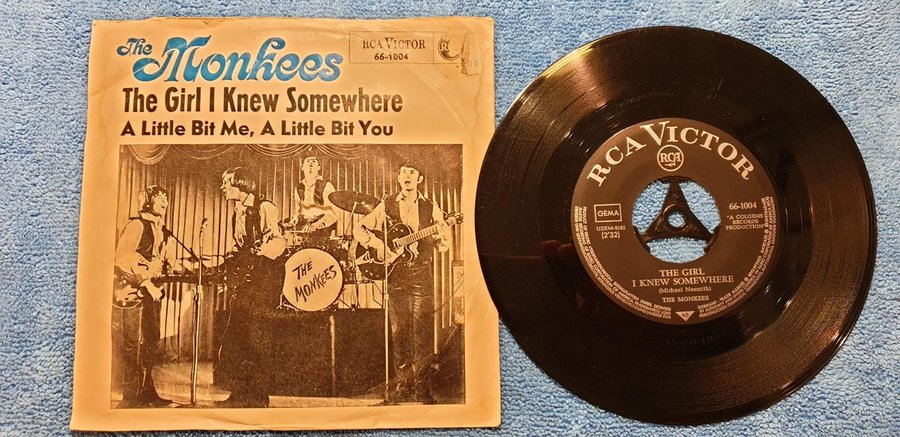 The Monkees
RCA VICTOR
66-1004
The Girl I Knew Somewhere
A Little Bit Me, A Little Bit You
THE
MONKEES
RCA VICTOR
RCA
66-1004
GEMA
"A COLGEMS
RECORDS
PRODUCTION"
UZKM-8185
[2'32]
THE GIRL
I KNEW SOMEWHERE
(Michael Nesmith)
THE MONKEES